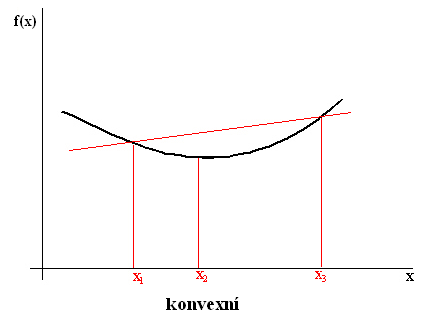 f(x)
x₁ x₂ x₃ x
konvexní